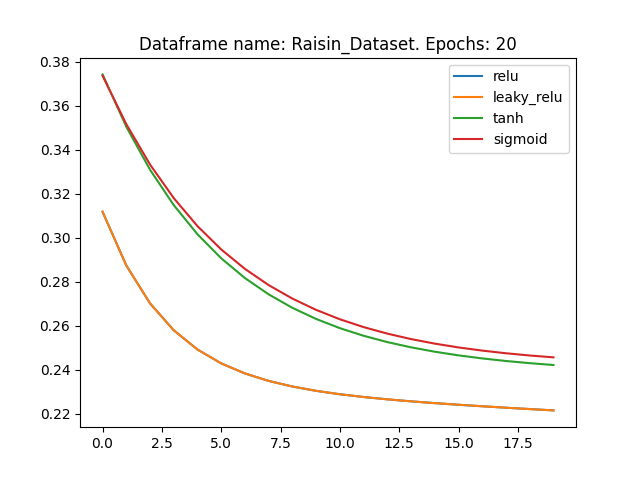 Dataframe name: Raisin_Dataset. Epochs: 20
0.38
0.36
0.34
0.32
0.30
0.28
0.26
0.24
0.22
relu
leaky_relu
tanh
sigmoid
0.0 2.5 5.0 7.5 10.0 12.5 15.0 17.5